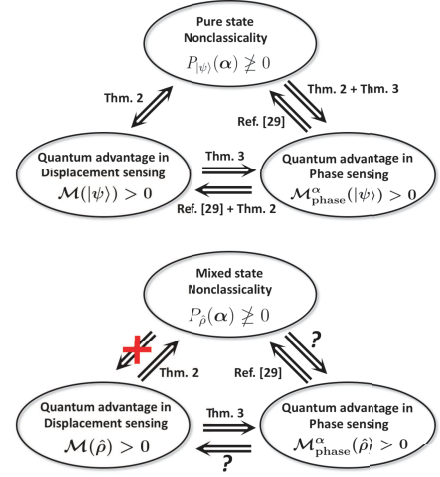 Pure state
Nonclassicality
P|ψ⟩(α) ≱ 0
Thm. 2
Thm. 2 + Thm. 3
Ref. [29]
Quantum advantage in
Displacement sensing
M(|ψ⟩) > 0
Thm. 3
Ref. [29] + Thm. 2
Quantum advantage in
Phase sensing
M^α_phase(|ψ⟩) > 0
Mixed state
Nonclassicality
P_ρ̂(α) ≱ 0
?
Thm. 2
Ref. [29]
Quantum advantage in
Displacement sensing
M(ρ̂) > 0
Thm. 3
?
Quantum advantage in
Phase sensing
M^α_phase(ρ̂) > 0